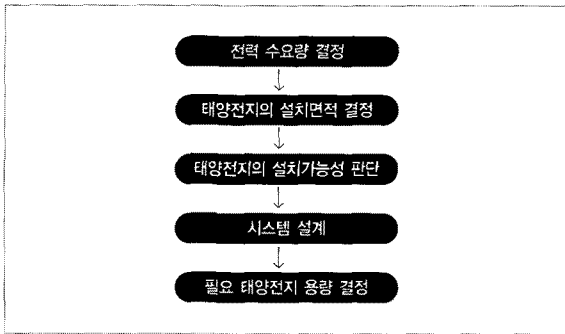 전력 수요량 결정
태양전지의 설치면적 결정
태양전지의 설치가능성 판단
시스템 설계
필요 태양전지 용량 결정